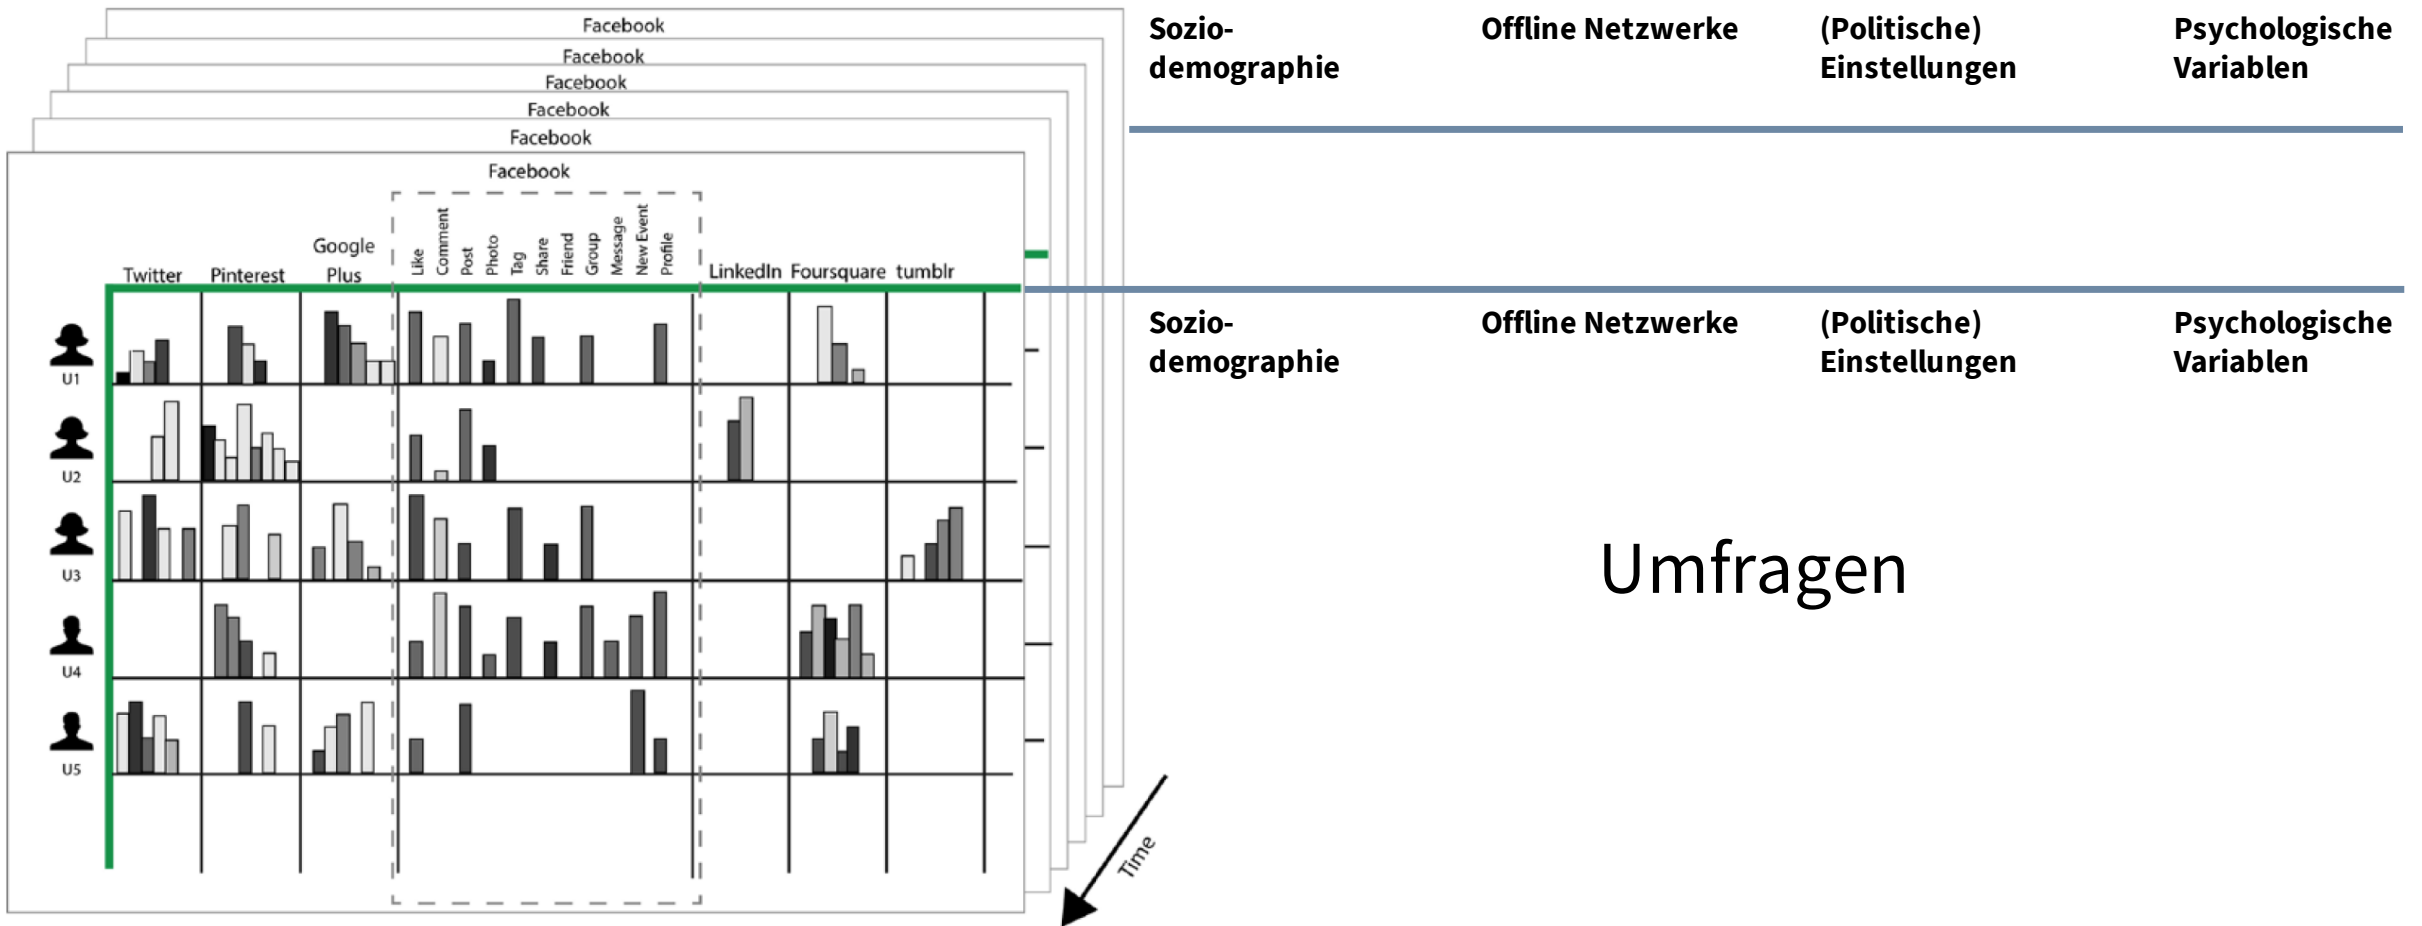 Facebook
Facebook
Facebook
Facebook
Facebook
Facebook
Google
Plus
Twitter
Pinterest
Like
Comment
Post
Photo
Tag
Share
Friend
Group
Message
New Event
Profile
LinkedIn
Foursquare
tumblr
U1
U2
U3
U4
U5
Time
Sozio-
demographie
Offline Netzwerke
(Politische)
Einstellungen
Psychologische
Variablen
Sozio-
demographie
Offline Netzwerke
(Politische)
Einstellungen
Psychologische
Variablen
Umfragen